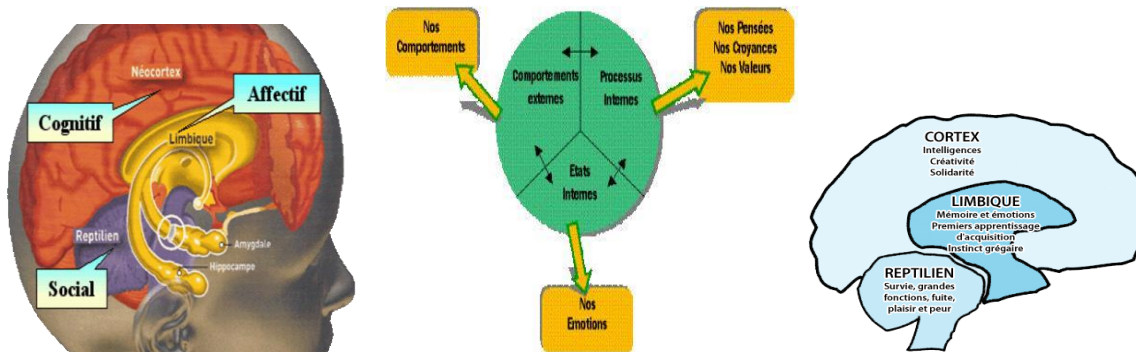 Néocortex
Affectif
Cognitif
Limbique
Reptilien
Amygdale
Hippocampe
Social
Nos
Comportements
Nos Pensées
Nos Croyances
Nos Valeurs
Comportements
externes
Processus
Internes
Etats
Internes
Nos
Emotions
CORTEX
Intelligences
Créativité
Solidarité
LIMBIQUE
Mémoire et émotions
Premiers apprentissage
d'acquisition
Instinct grégaire
REPTILIEN
Survie, grandes
fonctions, fuite,
plaisir et peur